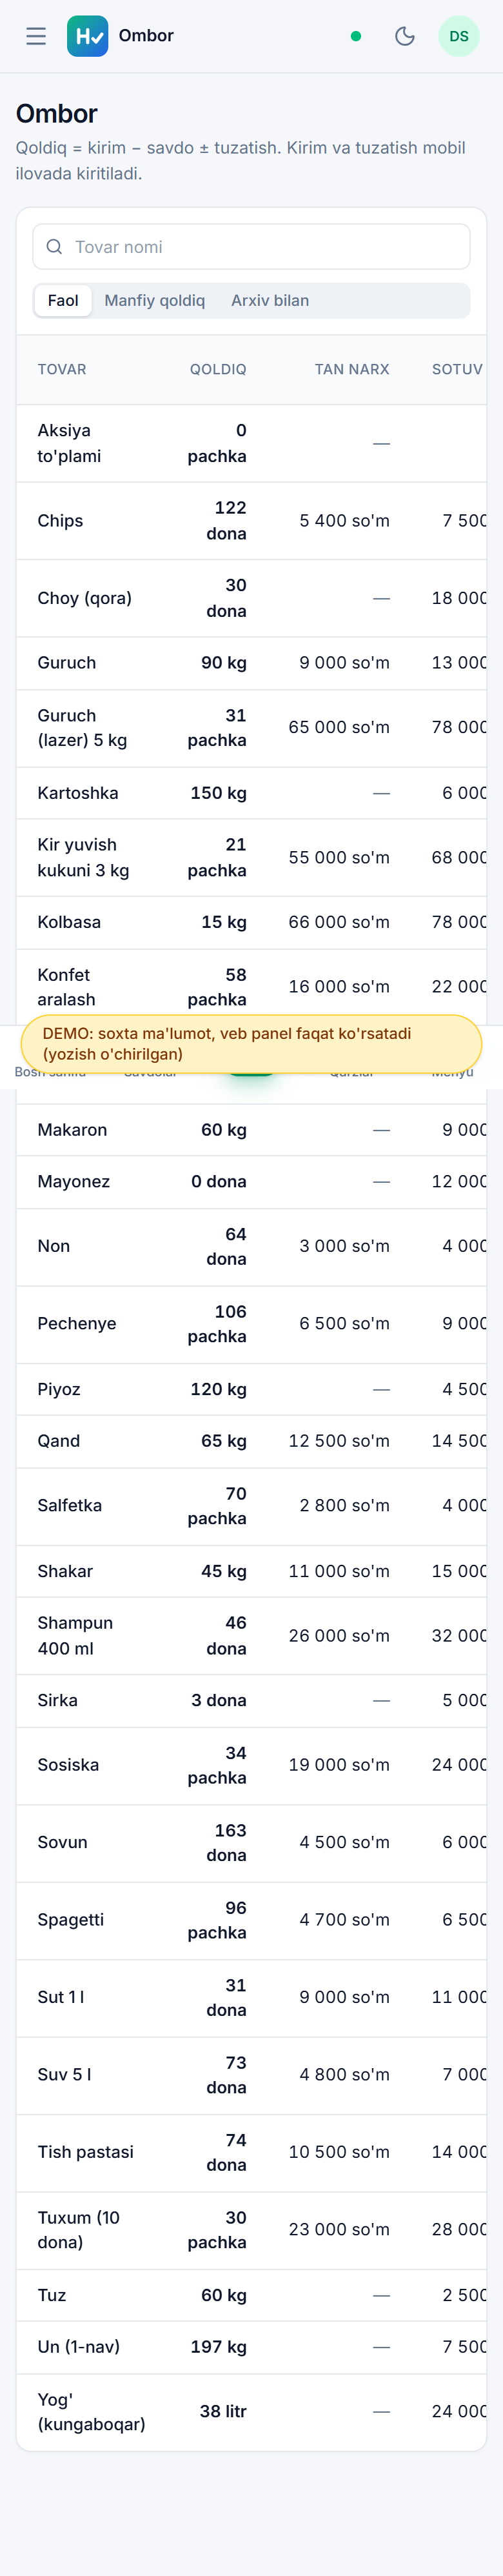 Ombor
DS
Ombor
Qoldiq = kirim − savdo ± tuzatish. Kirim va tuzatish mobil
ilovada kiritiladi.
Tovar nomi
Faol Manfiy qoldiq Arxiv bilan
TOVAR QOLDIQ TAN NARX SOTUV
Aksiya to'plami 0 pachka —
Chips 122 dona 5 400 so'm 7 500
Choy (qora) 30 dona — 18 000
Guruch 90 kg 9 000 so'm 13 000
Guruch (lazer) 5 kg 31 pachka 65 000 so'm 78 000
Kartoshka 150 kg — 6 000
Kir yuvish kukuni 3 kg 21 pachka 55 000 so'm 68 000
Kolbasa 15 kg 66 000 so'm 78 000
Konfet aralash 58 pachka 16 000 so'm 22 000
DEMO: soxta ma'lumot, veb panel faqat ko'rsatadi
(yozish o'chirilgan)
Makaron 60 kg — 9 000
Mayonez 0 dona — 12 000
Non 64 dona 3 000 so'm 4 000
Pechenye 106 pachka 6 500 so'm 9 000
Piyoz 120 kg — 4 500
Qand 65 kg 12 500 so'm 14 500
Salfetka 70 pachka 2 800 so'm 4 000
Shakar 45 kg 11 000 so'm 15 000
Shampun 400 ml 46 dona 26 000 so'm 32 000
Sirka 3 dona — 5 000
Sosiska 34 pachka 19 000 so'm 24 000
Sovun 163 dona 4 500 so'm 6 000
Spagetti 96 pachka 4 700 so'm 6 500
Sut 1 l 31 dona 9 000 so'm 11 000
Suv 5 l 73 dona 4 800 so'm 7 000
Tish pastasi 74 dona 10 500 so'm 14 000
Tuxum (10 dona) 30 pachka 23 000 so'm 28 000
Tuz 60 kg — 2 500
Un (1-nav) 197 kg — 7 500
Yog' (kungaboqar) 38 litr — 24 000